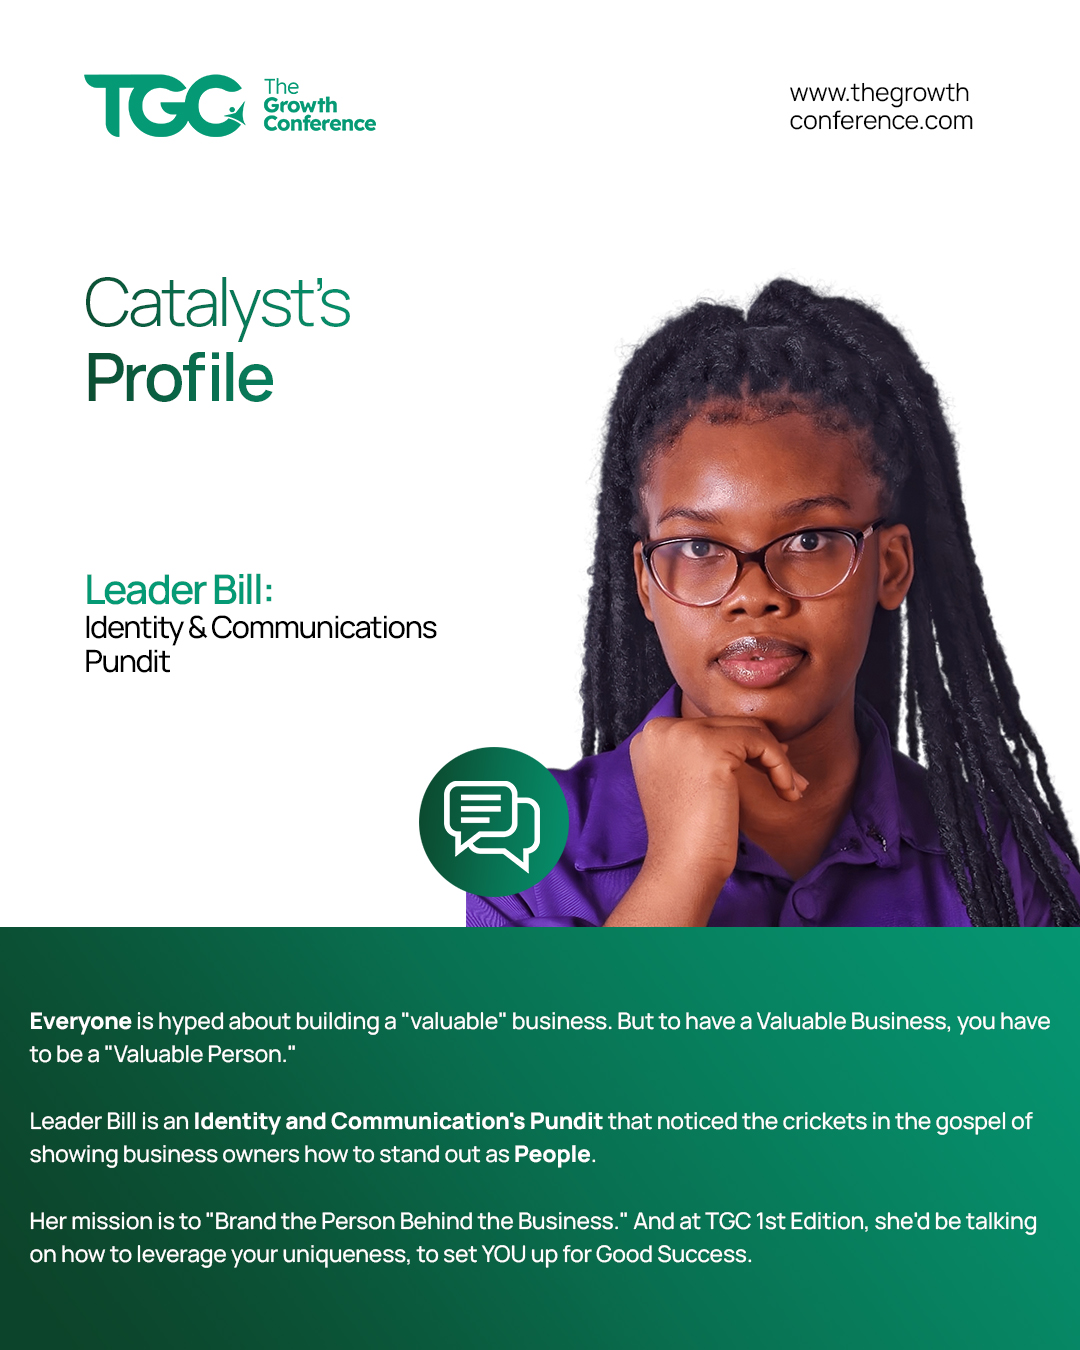 TGC
The
Growth
Conference
www.thegrowth
conference.com
Catalyst's
Profile
Leader Bill:
Identity & Communications
Pundit
Everyone is hyped about building a "valuable" business. But to have a Valuable Business, you have
to be a "Valuable Person."
Leader Bill is an Identity and Communication's Pundit that noticed the crickets in the gospel of
showing business owners how to stand out as People.
Her mission is to "Brand the Person Behind the Business." And at TGC 1st Edition, she'd be talking
on how to leverage your uniqueness, to set YOU up for Good Success.